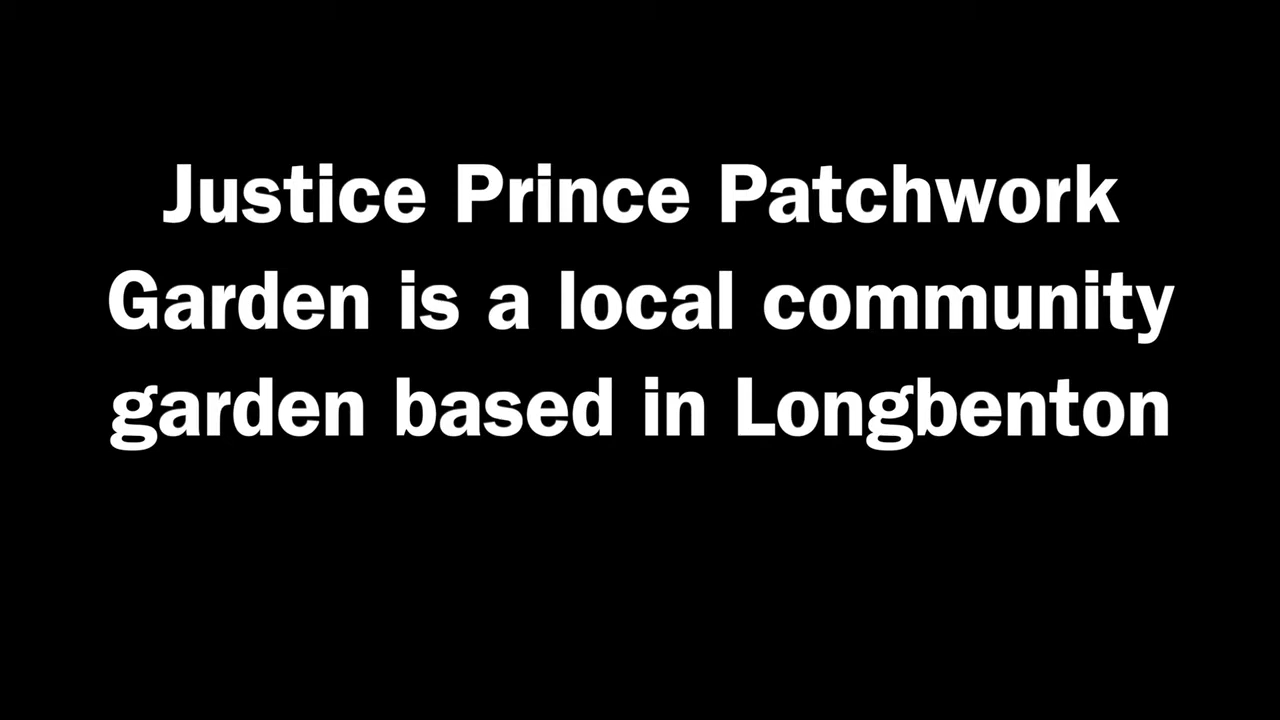 Justice Prince Patchwork
Garden is a local community
garden based in Longbenton